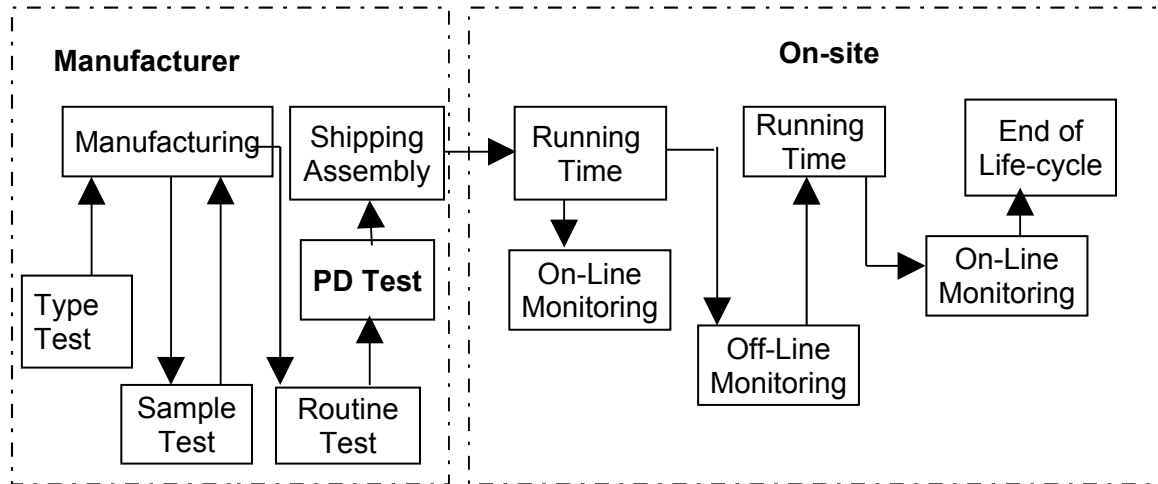 Manufacturer
Manufacturing
Type
Test
Sample
Test
Routine
Test
PD Test
Shipping
Assembly
On-site
Running
Time
On-Line
Monitoring
Off-Line
Monitoring
Running
Time
On-Line
Monitoring
End of
Life-cycle